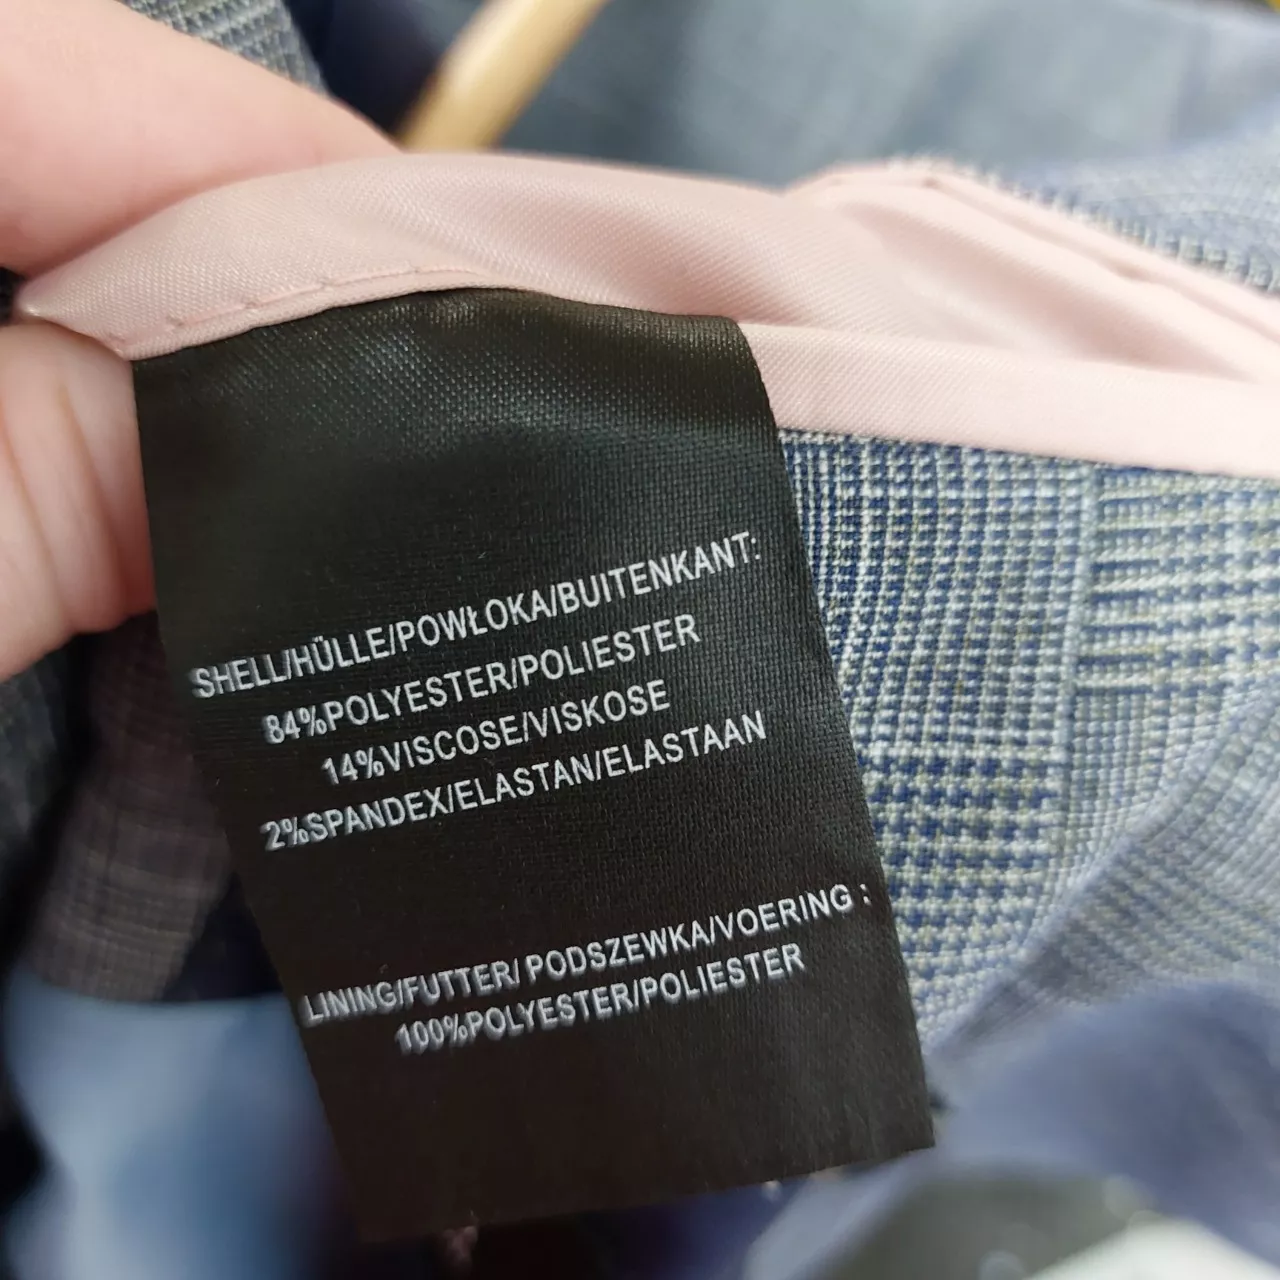 SHELL/HÜLLE/POWŁOKA/BUITENKANT:
84%POLYESTER/POLIESTER
14%VISCOSE/VISKOSE
2%SPANDEX/ELASTAN/ELASTAAN
LINING/FUTTER/ PODSZEWKA/VOERING :
100%POLYESTER/POLIESTER